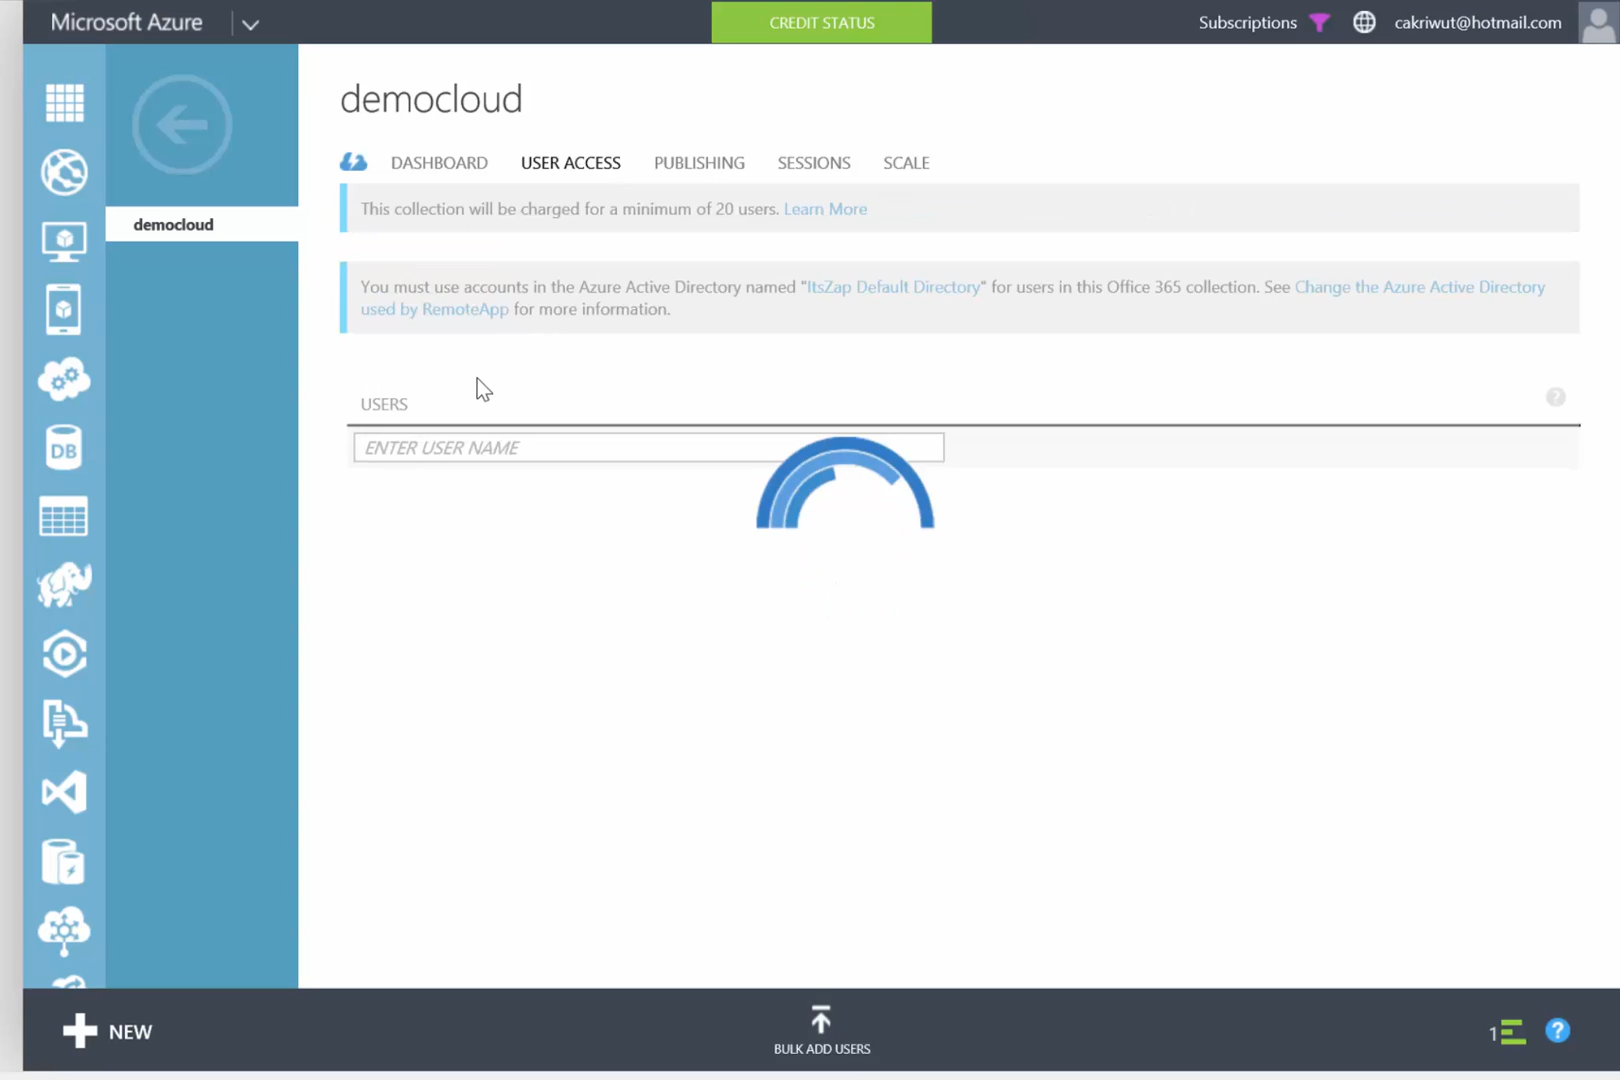 Microsoft Azure
CREDIT STATUS
Subscriptions
cakriwut@hotmail.com
democloud
democloud
DASHBOARD
USER ACCESS
PUBLISHING
SESSIONS
SCALE
This collection will be charged for a minimum of 20 users. Learn More
You must use accounts in the Azure Active Directory named "ItsZap Default Directory" for users in this Office 365 collection. See Change the Azure Active Directory
used by RemoteApp for more information.
USERS
?
ENTER USER NAME
DB
NEW
BULK ADD USERS
1
?